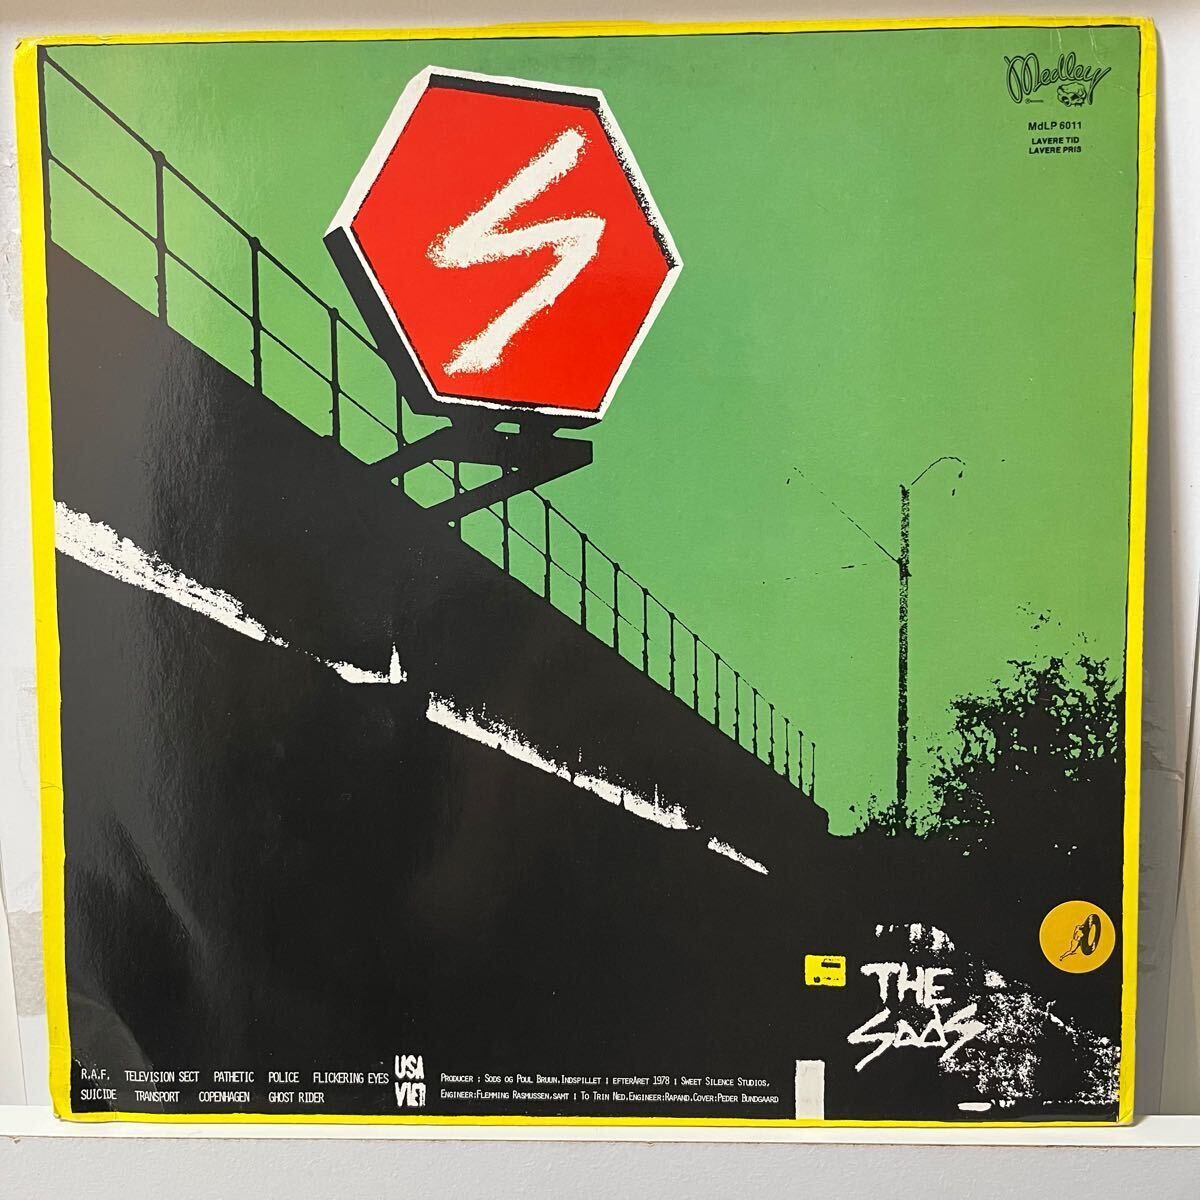 S
Medley
MdLP 6011
LAVERE TID
LAVERE PRIS
THE
SODS
R.A.F. TELEVISION SECT PATHETIC POLICE FLICKERING EYES
SUICIDE TRANSPORT COPENHAGEN GHOST RIDER
USA
VIET
PRODUCER : SODS OG POUL BRUUN.INDSPILLET I EFTERÅRET 1978 I SWEET SILENCE STUDIOS,
ENGINEER:FLEMMING RASMUSSEN,SAMT I TO TRIN NED,ENGINEER:RAPAND.COVER:PEDER BUNDGAARD